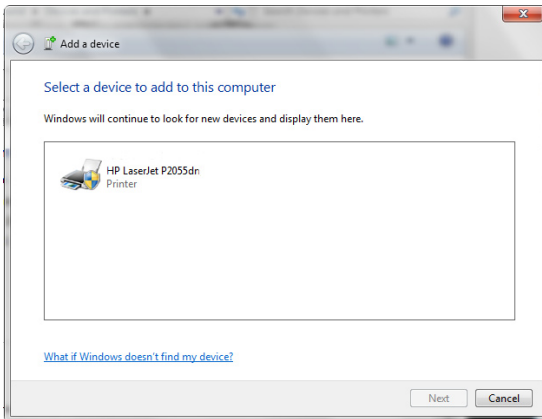 Add a device
Select a device to add to this computer
Windows will continue to look for new devices and display them here.
HP LaserJet P2055dn
Printer
What if Windows doesn't find my device?
Next
Cancel